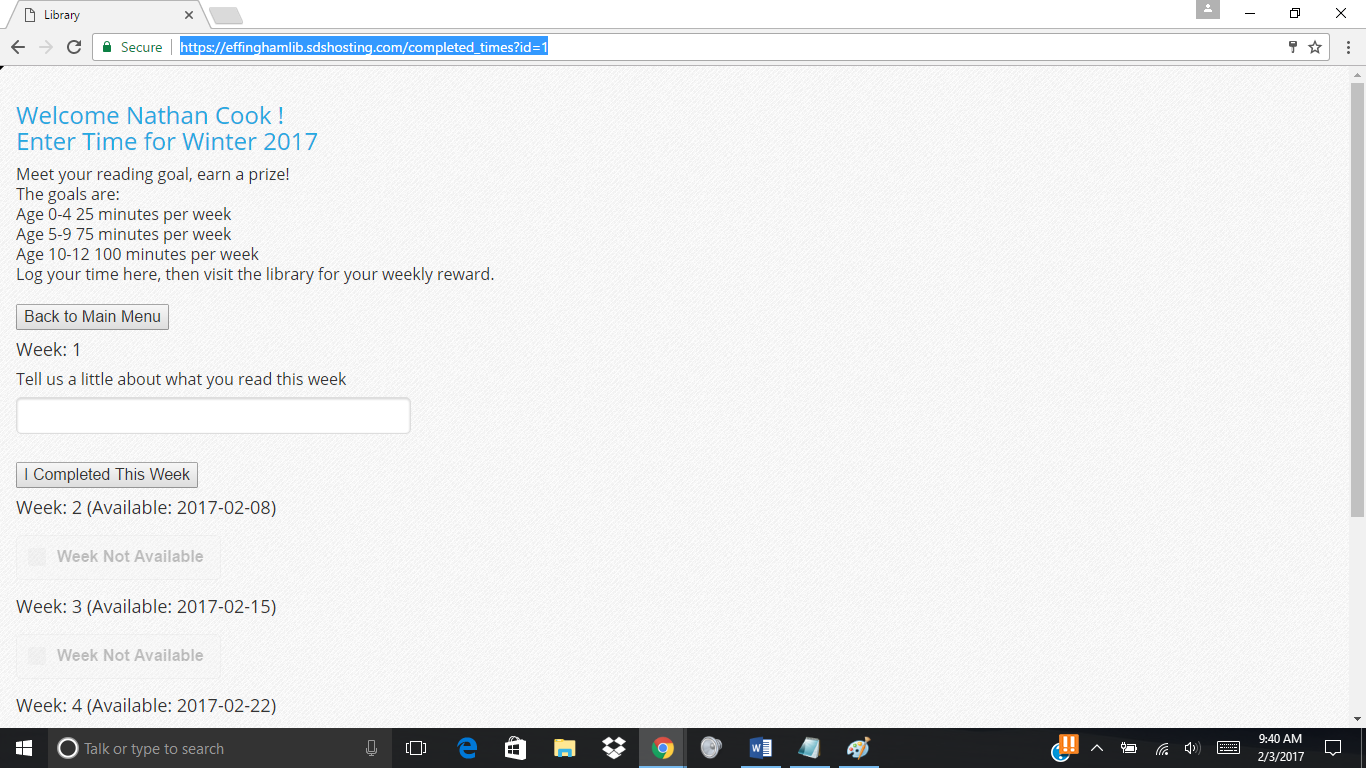 Library
Secure
https://effinghamlib.sdshosting.com/completed_times?id=1
Welcome Nathan Cook !
Enter Time for Winter 2017
Meet your reading goal, earn a prize!
The goals are:
Age 0-4 25 minutes per week
Age 5-9 75 minutes per week
Age 10-12 100 minutes per week
Log your time here, then visit the library for your weekly reward.
Back to Main Menu
Week: 1
Tell us a little about what you read this week
I Completed This Week
Week: 2 (Available: 2017-02-08)
Week Not Available
Week: 3 (Available: 2017-02-15)
Week Not Available
Week: 4 (Available: 2017-02-22)
Talk or type to search
9:40 AM
2/3/2017